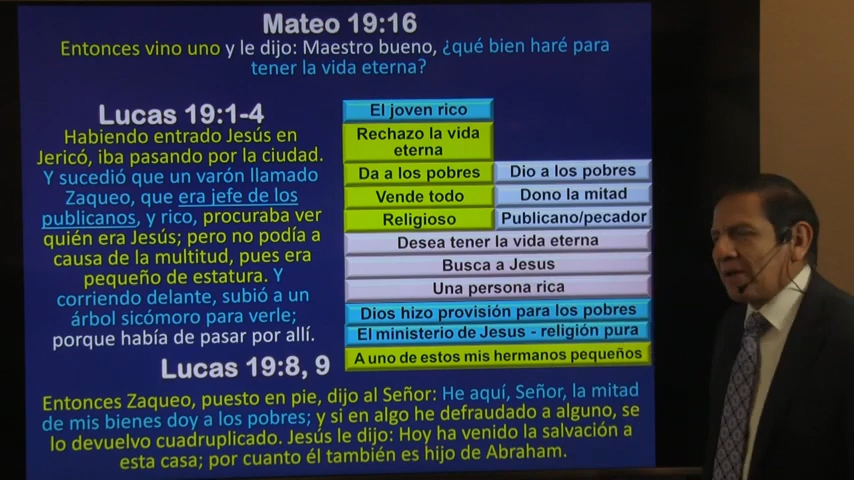 Mateo 19:16
Entonces vino uno y le dijo: Maestro bueno, ¿qué bien haré para
tener la vida eterna?
Lucas 19:1-4
Habiendo entrado Jesús en
Jericó, iba pasando por la ciudad.
Y sucedió que un varón llamado
Zaqueo, que era jefe de los
publicanos, y rico, procuraba ver
quién era Jesús; pero no podía a
causa de la multitud, pues era
pequeño de estatura. Y
corriendo delante, subió a un
árbol sicómoro para verle;
porque había de pasar por allí.
El joven rico
Rechazo la vida
eterna
Da a los pobres
Dio a los pobres
Vende todo
Dono la mitad
Religioso
Publicano/pecador
Desea tener la vida eterna
Busca a Jesus
Una persona rica
Dios hizo provisión para los pobres
El ministerio de Jesus - religión pura
A uno de estos mis hermanos pequeños
Lucas 19:8, 9
Entonces Zaqueo, puesto en pie, dijo al Señor: He aquí, Señor, la mitad
de mis bienes doy a los pobres; y si en algo he defraudado a alguno, se
lo devuelvo cuadruplicado. Jesús le dijo: Hoy ha venido la salvación a
esta casa; por cuanto él también es hijo de Abraham.